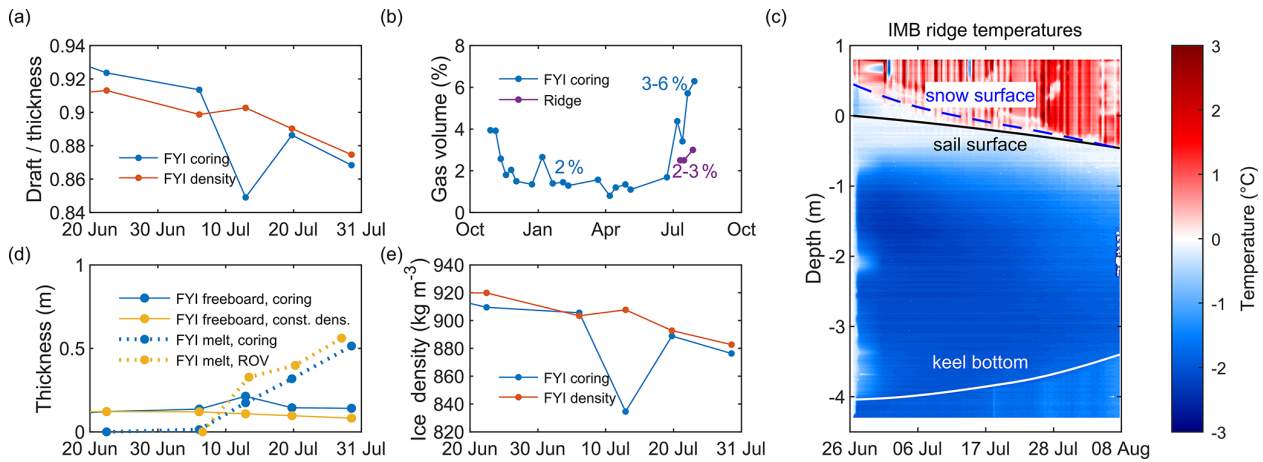 (a)
0.94
0.92
0.9
0.88
0.86
0.84
Draft / thickness
FYI coring
FYI density
20 Jun 30 Jun 10 Jul 20 Jul 31 Jul
(b)
8
6
4
2
0
Gas volume (%)
FYI coring
Ridge
3-6 %
2 %
2-3 %
Oct Jan Apr Jul Oct
(c)
IMB ridge temperatures
1
0
-1
-2
-3
-4
Depth (m)
snow surface
sail surface
keel bottom
26 Jun 06 Jul 17 Jul 28 Jul 08 Aug
3
2
1
0
-1
-2
-3
Temperature (°C)
(d)
1
0.5
0
Thickness (m)
FYI freeboard, coring
FYI freeboard, const. dens.
FYI melt, coring
FYI melt, ROV
20 Jun 30 Jun 10 Jul 20 Jul 31 Jul
(e)
940
920
900
880
860
840
820
Ice density (kg m⁻³)
FYI coring
FYI density
20 Jun 30 Jun 10 Jul 20 Jul 31 Jul